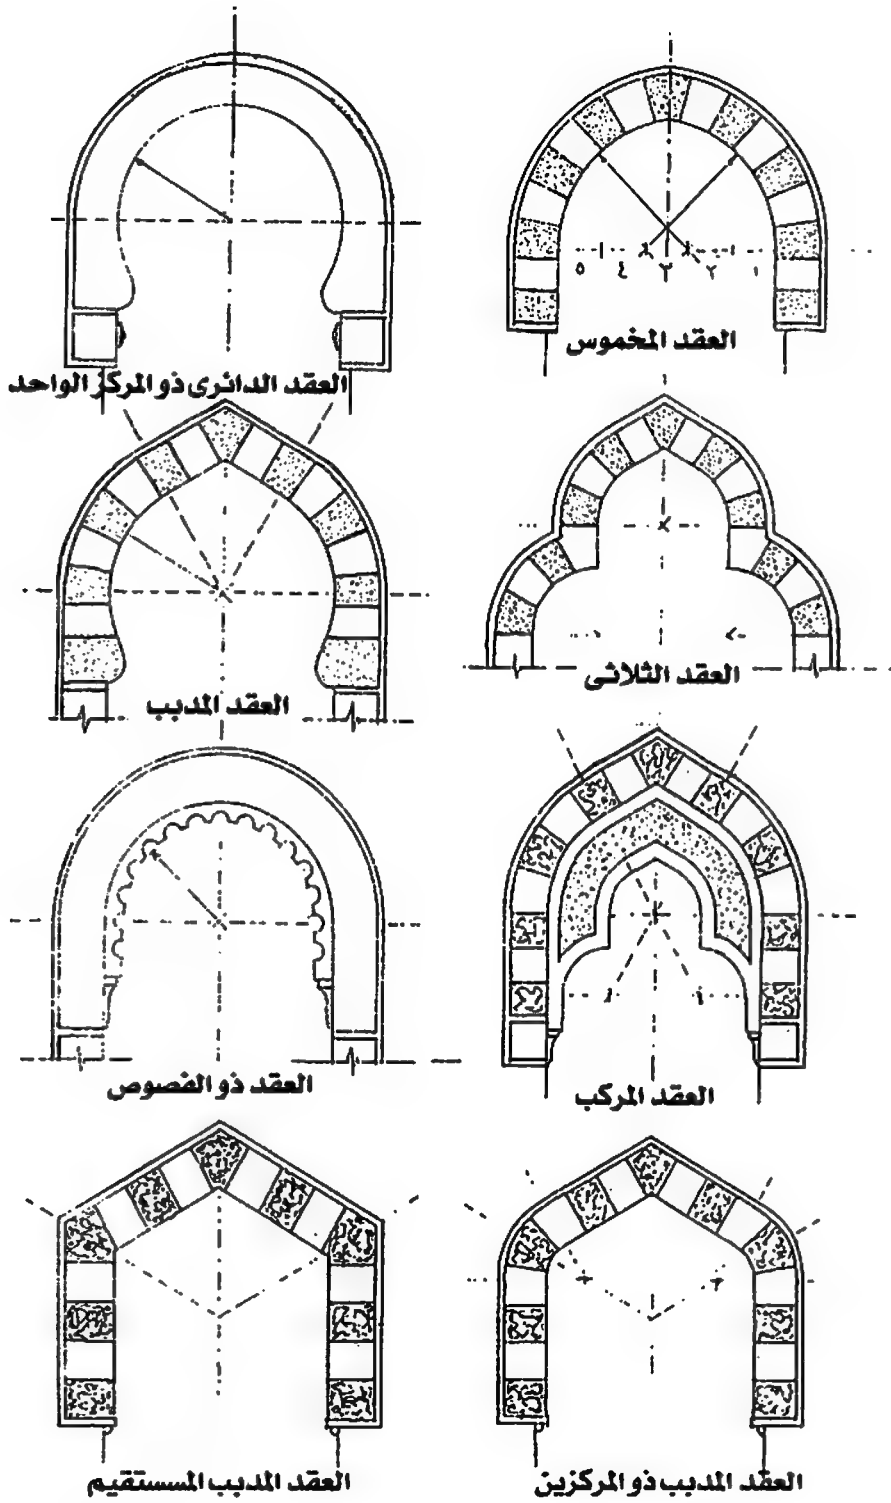 ٥ ٤ ٣ ٢ ١
العقد المخموس
العقد الدائرى ذو المركز الواحد
العقد الثلاثى
العقد المدبب
العقد المركب
العقد ذو الفصوص
العقد المدبب ذو المركزين
العقد المدبب المسستقيم